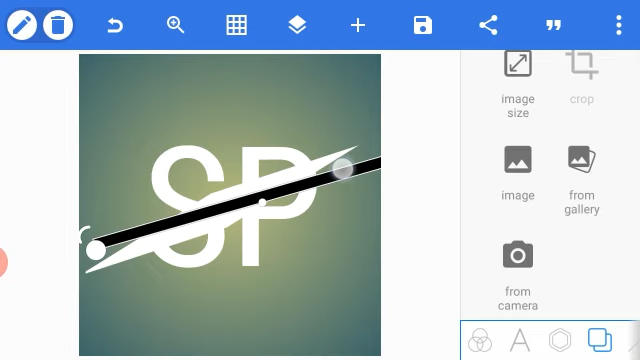 SP
image
size
crop
image
from
gallery
from
camera